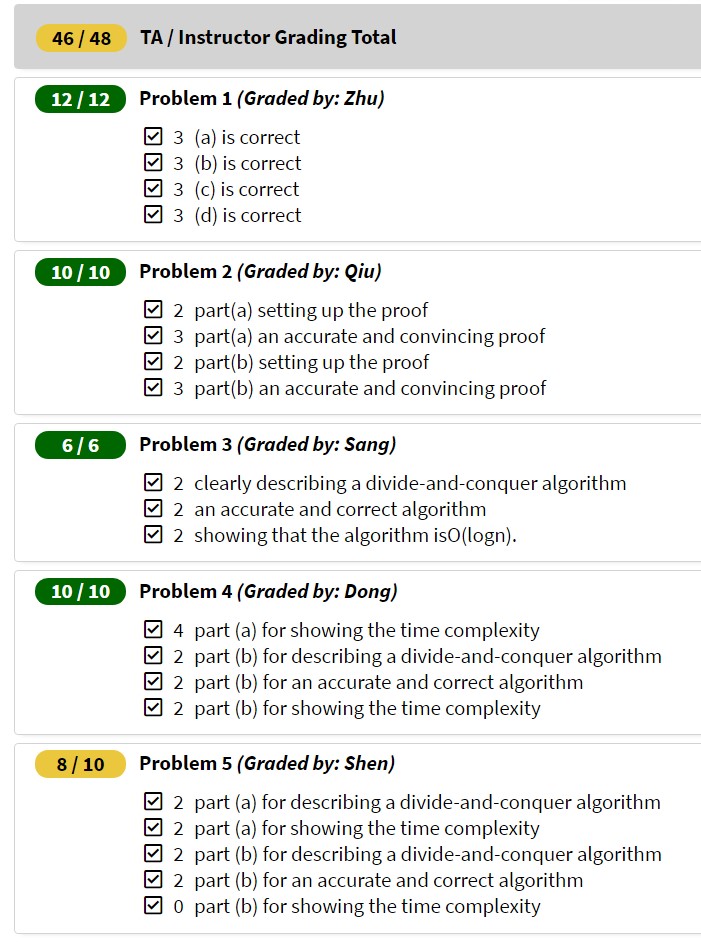 46 / 48 TA / Instructor Grading Total
12 / 12 Problem 1 (Graded by: Zhu)
3 (a) is correct
3 (b) is correct
3 (c) is correct
3 (d) is correct
10 / 10 Problem 2 (Graded by: Qiu)
2 part(a) setting up the proof
3 part(a) an accurate and convincing proof
2 part(b) setting up the proof
3 part(b) an accurate and convincing proof
6 / 6 Problem 3 (Graded by: Sang)
2 clearly describing a divide-and-conquer algorithm
2 an accurate and correct algorithm
2 showing that the algorithm isO(logn).
10 / 10 Problem 4 (Graded by: Dong)
4 part (a) for showing the time complexity
2 part (b) for describing a divide-and-conquer algorithm
2 part (b) for an accurate and correct algorithm
2 part (b) for showing the time complexity
8 / 10 Problem 5 (Graded by: Shen)
2 part (a) for describing a divide-and-conquer algorithm
2 part (a) for showing the time complexity
2 part (b) for describing a divide-and-conquer algorithm
2 part (b) for an accurate and correct algorithm
0 part (b) for showing the time complexity